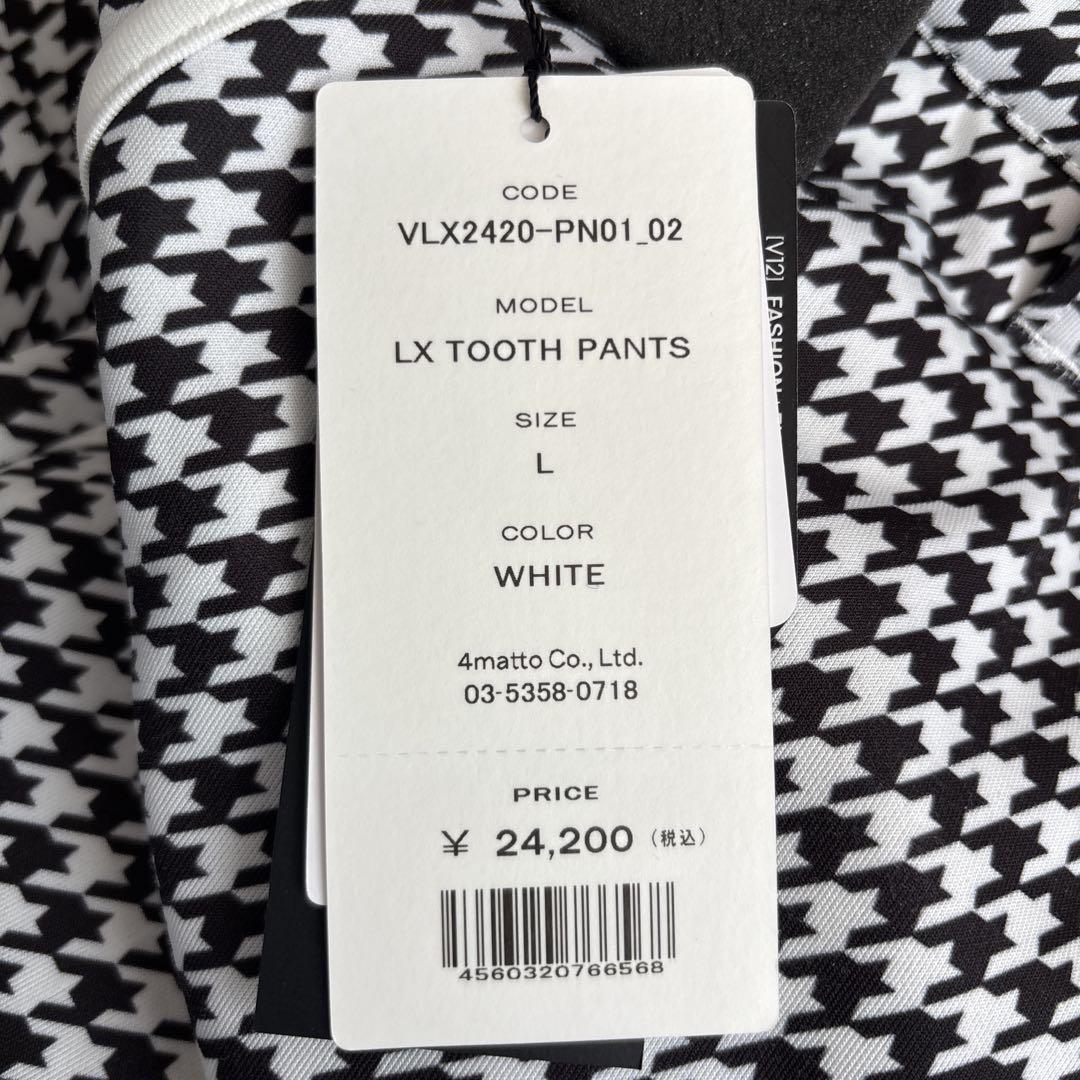 CODE
VLX2420-PN01_02
MODEL
LX TOOTH PANTS
SIZE
L
COLOR
WHITE
4matto Co., Ltd.
03-5358-0718
PRICE
¥ 24,200 (税込)
4560320766568
[V12] FASHION